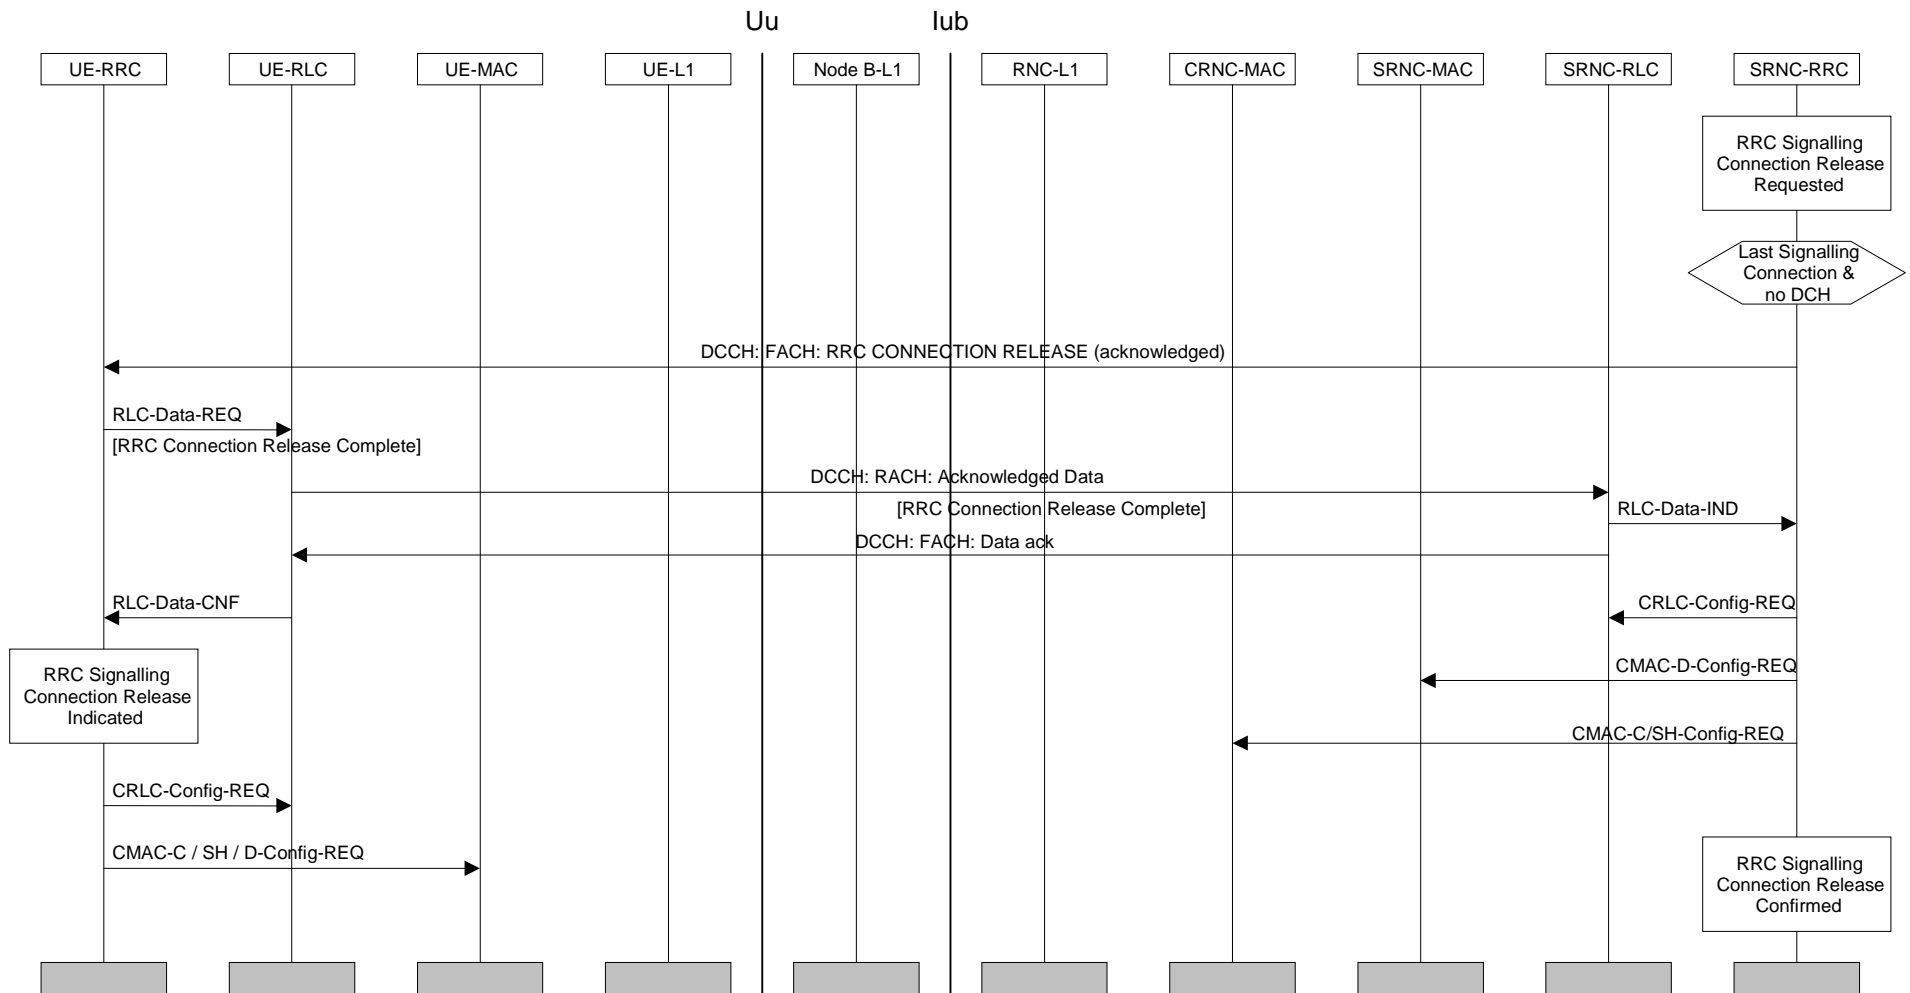 Uu
Iub
UE-RRC
UE-RLC
UE-MAC
UE-L1
Node B-L1
RNC-L1
CRNC-MAC
SRNC-MAC
SRNC-RLC
SRNC-RRC
RRC Signalling
Connection Release
Requested
Last Signalling
Connection &
no DCH
DCCH: FACH: RRC CONNECTION RELEASE (acknowledged)
RLC-Data-REQ
[RRC Connection Release Complete]
DCCH: RACH: Acknowledged Data
[RRC Connection Release Complete]
RLC-Data-IND
DCCH: FACH: Data ack
RLC-Data-CNF
CRLC-Config-REQ
RRC Signalling
Connection Release
Indicated
CMAC-D-Config-REQ
CMAC-C/SH-Config-REQ
CRLC-Config-REQ
CMAC-C / SH / D-Config-REQ
RRC Signalling
Connection Release
Confirmed